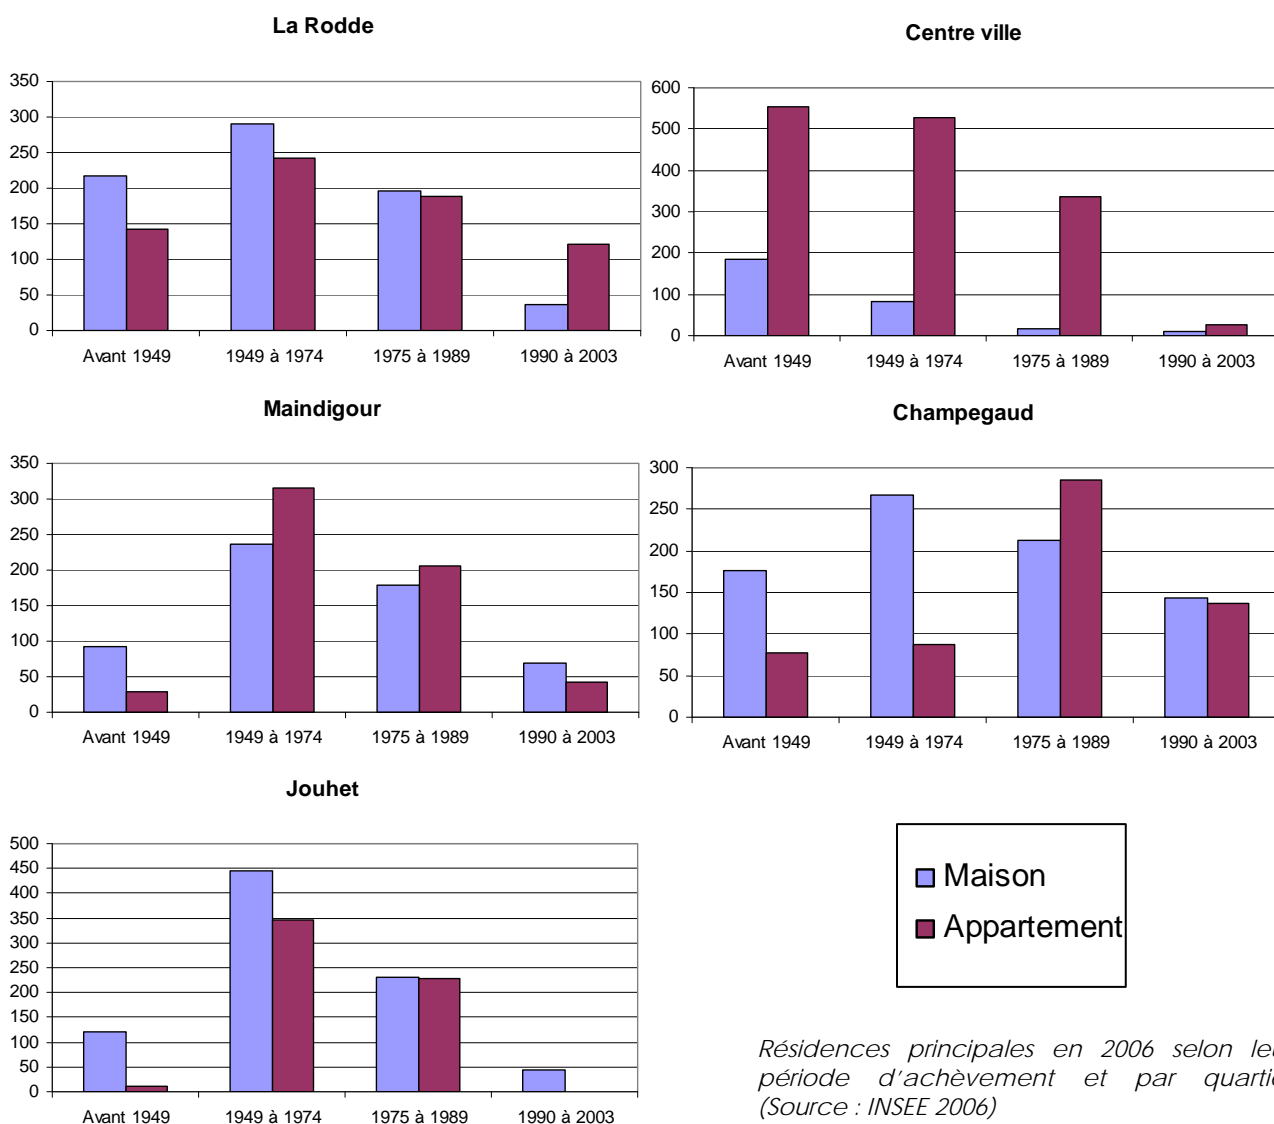 La Rodde
350
300
250
200
150
100
50
0
Avant 1949 1949 à 1974 1975 à 1989 1990 à 2003
Centre ville
600
500
400
300
200
100
0
Avant 1949 1949 à 1974 1975 à 1989 1990 à 2003
Maindigour
350
300
250
200
150
100
50
0
Avant 1949 1949 à 1974 1975 à 1989 1990 à 2003
Champegaud
300
250
200
150
100
50
0
Avant 1949 1949 à 1974 1975 à 1989 1990 à 2003
Jouhet
500
450
400
350
300
250
200
150
100
50
0
Avant 1949 1949 à 1974 1975 à 1989 1990 à 2003
Maison
Appartement
Résidences principales en 2006 selon
période d'achèvement et par
(Source : INSEE 2006)